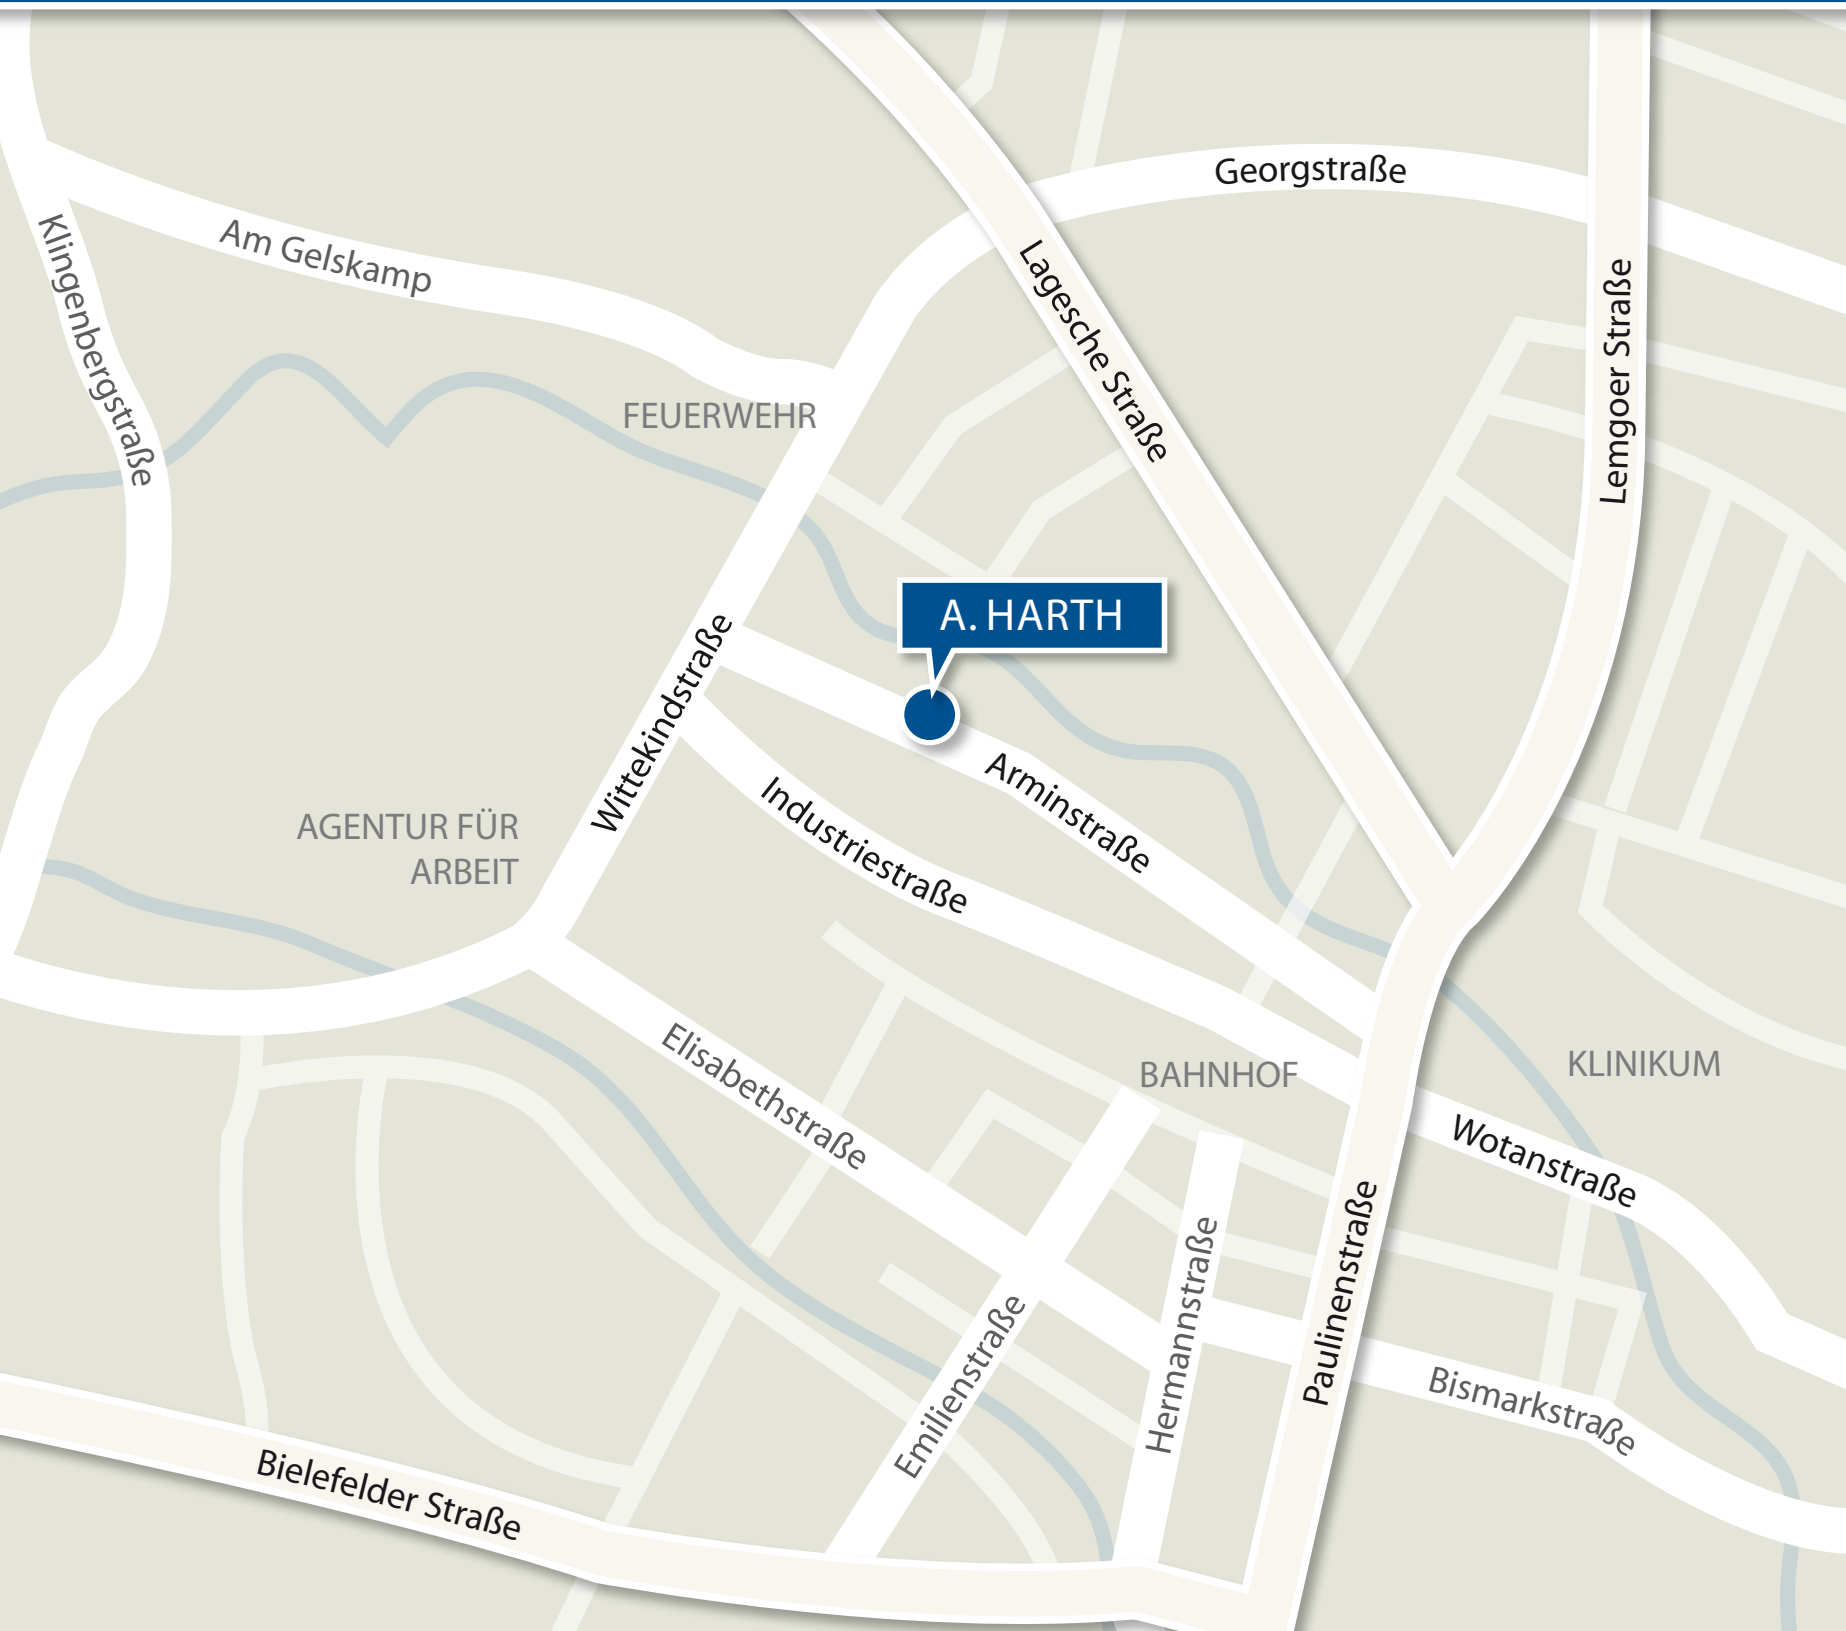 Georgstraße
Am Gelskamp
Klingenbergstraße
Lagesche Straße
Lemgoer Straße
FEUERWEHR
A. HARTH
Wittekindstraße
Arminstraße
Industriestraße
AGENTUR FÜR
ARBEIT
Elisabethstraße
BAHNHOF
KLINIKUM
Wotanstraße
Paulinenstraße
Hermannstraße
Emilienstraße
Bismarkstraße
Bielefelder Straße